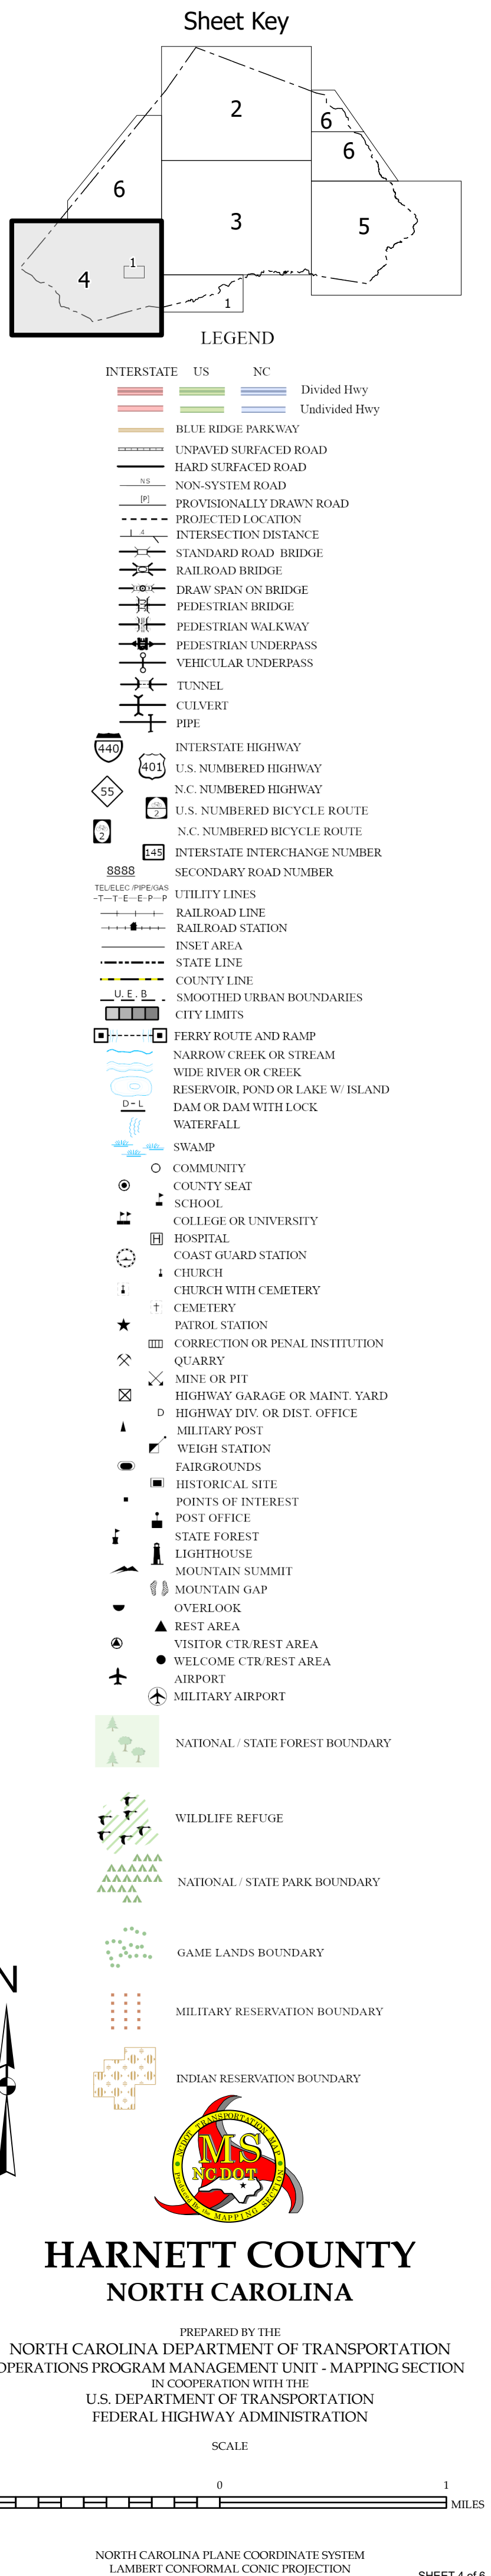 Sheet Key
2
6
6
6
3
5
4
1
1
LEGEND
INTERSTATE US NC
Divided Hwy
Undivided Hwy
BLUE RIDGE PARKWAY
UNPAVED SURFACED ROAD
HARD SURFACED ROAD
NS NON-SYSTEM ROAD
[P] PROVISIONALLY DRAWN ROAD
PROJECTED LOCATION
.4 INTERSECTION DISTANCE
STANDARD ROAD BRIDGE
RAILROAD BRIDGE
DRAW SPAN ON BRIDGE
PEDESTRIAN BRIDGE
PEDESTRIAN WALKWAY
PEDESTRIAN UNDERPASS
VEHICULAR UNDERPASS
TUNNEL
CULVERT
PIPE
440 INTERSTATE HIGHWAY
401 U.S. NUMBERED HIGHWAY
55 N.C. NUMBERED HIGHWAY
2 U.S. NUMBERED BICYCLE ROUTE
2 N.C. NUMBERED BICYCLE ROUTE
145 INTERSTATE INTERCHANGE NUMBER
8888 SECONDARY ROAD NUMBER
TEL/ELEC /PIPE/GAS
-T—T-E—E-P—P UTILITY LINES
RAILROAD LINE
RAILROAD STATION
INSET AREA
STATE LINE
COUNTY LINE
U.E.B SMOOTHED URBAN BOUNDARIES
CITY LIMITS
FERRY ROUTE AND RAMP
NARROW CREEK OR STREAM
WIDE RIVER OR CREEK
RESERVOIR, POND OR LAKE W/ ISLAND
D-L DAM OR DAM WITH LOCK
WATERFALL
SWAMP
COMMUNITY
COUNTY SEAT
SCHOOL
COLLEGE OR UNIVERSITY
H HOSPITAL
COAST GUARD STATION
CHURCH
CHURCH WITH CEMETERY
CEMETERY
PATROL STATION
CORRECTION OR PENAL INSTITUTION
QUARRY
MINE OR PIT
HIGHWAY GARAGE OR MAINT. YARD
D HIGHWAY DIV. OR DIST. OFFICE
MILITARY POST
WEIGH STATION
FAIRGROUNDS
HISTORICAL SITE
POINTS OF INTEREST
POST OFFICE
STATE FOREST
LIGHTHOUSE
MOUNTAIN SUMMIT
MOUNTAIN GAP
OVERLOOK
REST AREA
VISITOR CTR/REST AREA
WELCOME CTR/REST AREA
AIRPORT
MILITARY AIRPORT
NATIONAL / STATE FOREST BOUNDARY
WILDLIFE REFUGE
NATIONAL / STATE PARK BOUNDARY
GAME LANDS BOUNDARY
N
MILITARY RESERVATION BOUNDARY
INDIAN RESERVATION BOUNDARY
NCDOT TRANSPORTATION MAP
MS
NCDOT
Produced By the MAPPING SECTION
HARNETT COUNTY
NORTH CAROLINA
PREPARED BY THE
NORTH CAROLINA DEPARTMENT OF TRANSPORTATION
OPERATIONS PROGRAM MANAGEMENT UNIT - MAPPING SECTION
IN COOPERATION WITH THE
U.S. DEPARTMENT OF TRANSPORTATION
FEDERAL HIGHWAY ADMINISTRATION
SCALE
0 1
MILES
NORTH CAROLINA PLANE COORDINATE SYSTEM
LAMBERT CONFORMAL CONIC PROJECTION
SHEET 4 of 6